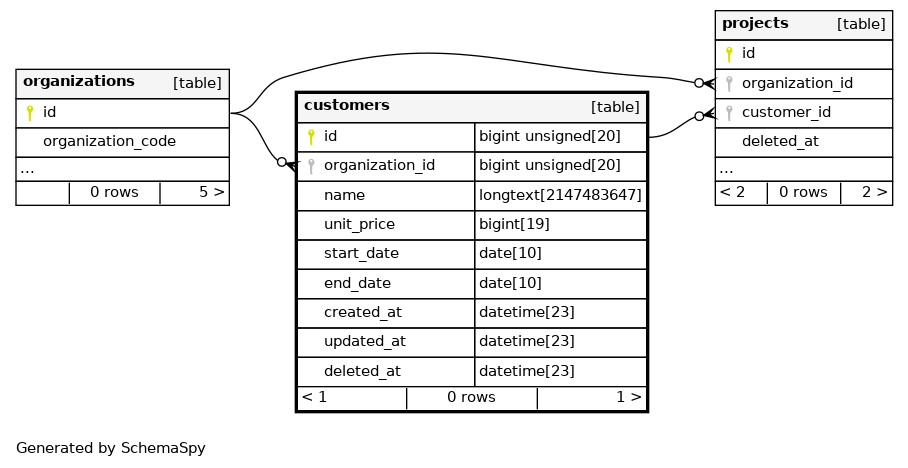 organizations [table]
id
organization_code
...
0 rows 5 >
customers [table]
id bigint unsigned[20]
organization_id bigint unsigned[20]
name longtext[2147483647]
unit_price bigint[19]
start_date date[10]
end_date date[10]
created_at datetime[23]
updated_at datetime[23]
deleted_at datetime[23]
< 1 0 rows 1 >
projects [table]
id
organization_id
customer_id
deleted_at
...
< 2 0 rows 2 >
Generated by SchemaSpy